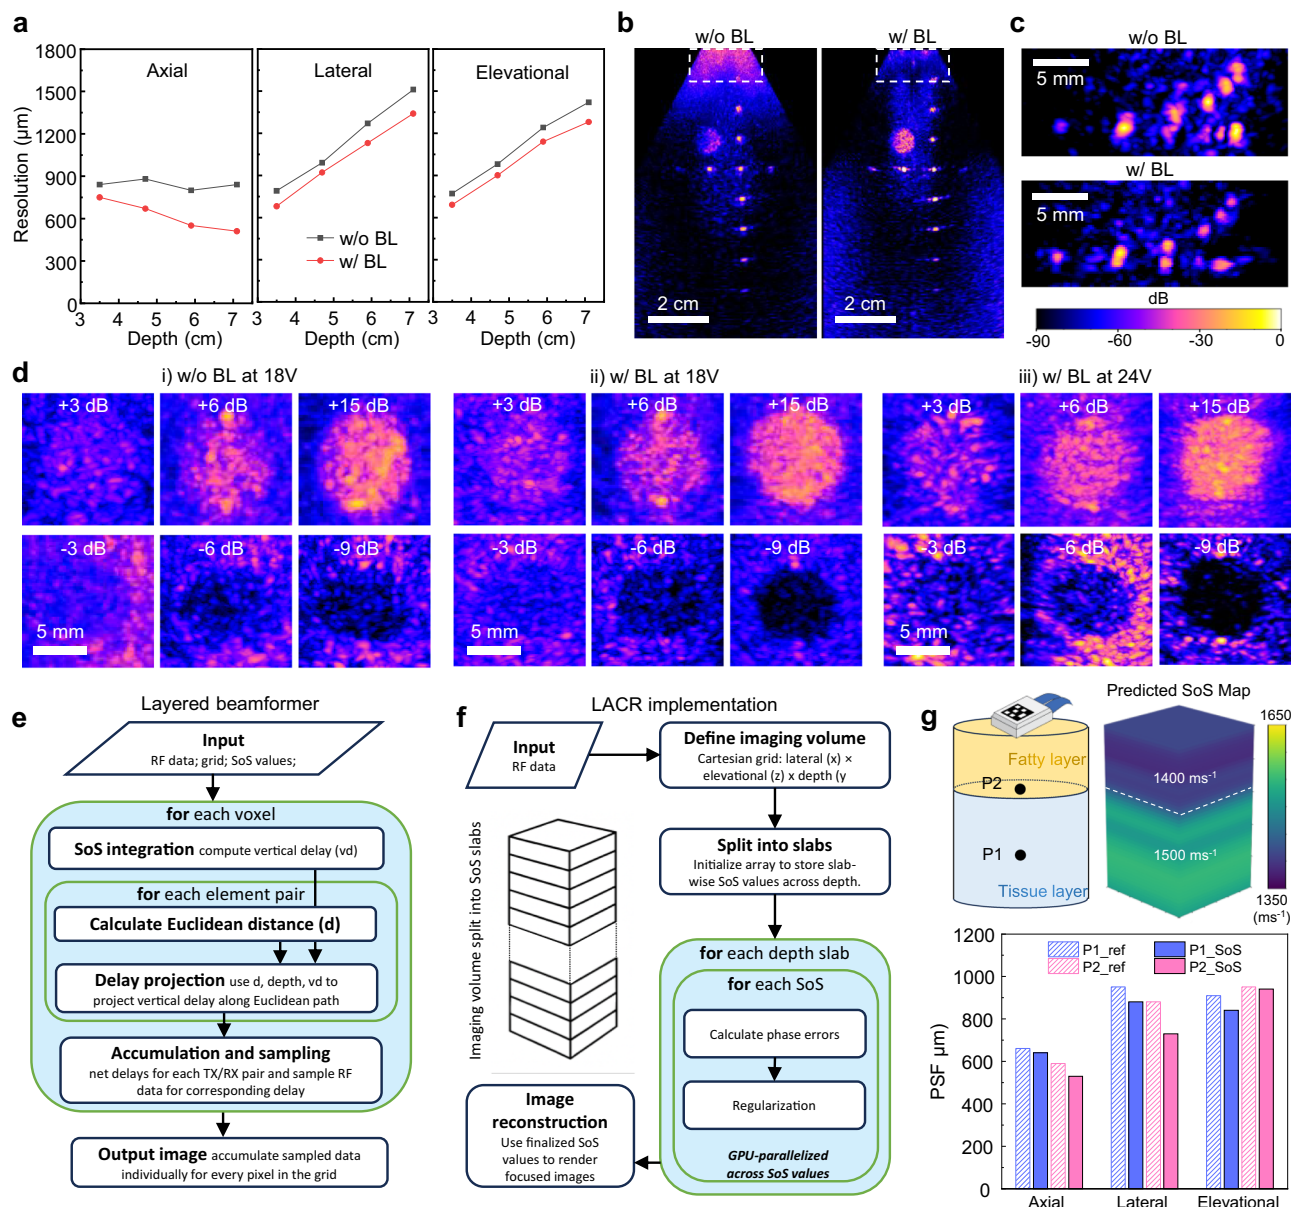 a
1800
1500
1200
900
600
300
0
Resolution (µm)
Axial
Lateral
Elevational
w/o BL
w/ BL
3 4 5 6 7
3 4 5 6 7
3 4 5 6 7
Depth (cm)
Depth (cm)
Depth (cm)
b
w/o BL
w/ BL
2 cm
2 cm
c
w/o BL
5 mm
w/ BL
5 mm
dB
-90 -60 -30 0
d
i) w/o BL at 18V
+3 dB +6 dB +15 dB
-3 dB -6 dB -9 dB
5 mm
ii) w/ BL at 18V
+3 dB +6 dB +15 dB
-3 dB -6 dB -9 dB
5 mm
iii) w/ BL at 24V
+3 dB +6 dB +15 dB
-3 dB -6 dB -9 dB
5 mm
e
Layered beamformer
Input
RF data; grid; SoS values;
for each voxel
SoS integration compute vertical delay (vd)
for each element pair
Calculate Euclidean distance (d)
Delay projection use d, depth, vd to
project vertical delay along Euclidean path
Accumulation and sampling
net delays for each TX/RX pair and sample RF
data for corresponding delay
Output image accumulate sampled data
individually for every pixel in the grid
f
LACR implementation
Input
RF data
Define imaging volume
Cartesian grid: lateral (x) ×
elevational (z) x depth (y
Split into slabs
Initialize array to store slab-
wise SoS values across depth.
Imaging volume split into SoS slabs
for each depth slab
for each SoS
Calculate phase errors
Regularization
GPU-parallelized
across SoS values
Image
reconstruction
Use finalized SoS
values to render
focused images
g
Fatty layer
P2
P1
Tissue layer
Predicted SoS Map
1400 ms⁻¹
1500 ms⁻¹
1650
1350
(ms⁻¹)
PSF µm)
1200
1000
800
600
400
200
0
P1_ref P1_SoS
P2_ref P2_SoS
Axial Lateral Elevational